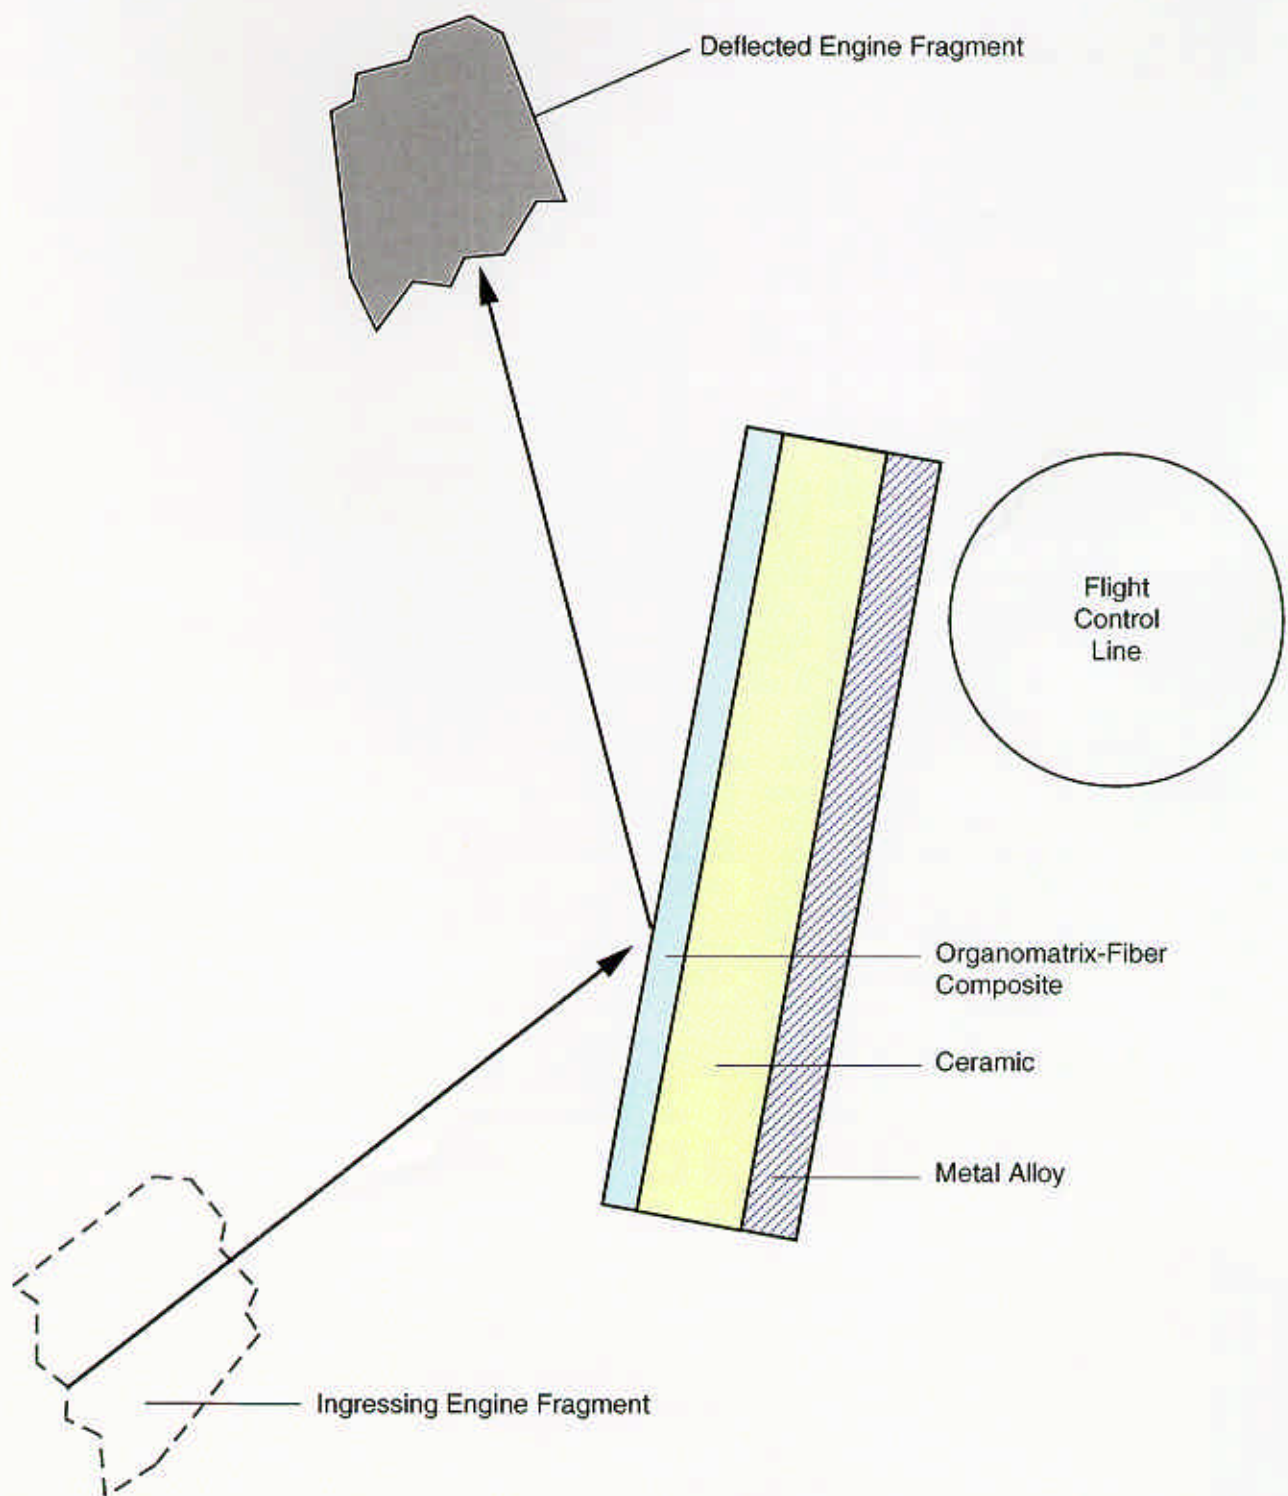 Deflected Engine Fragment
Flight
Control
Line
Organomatrix-Fiber
Composite
Ceramic
Metal Alloy
Ingressing Engine Fragment